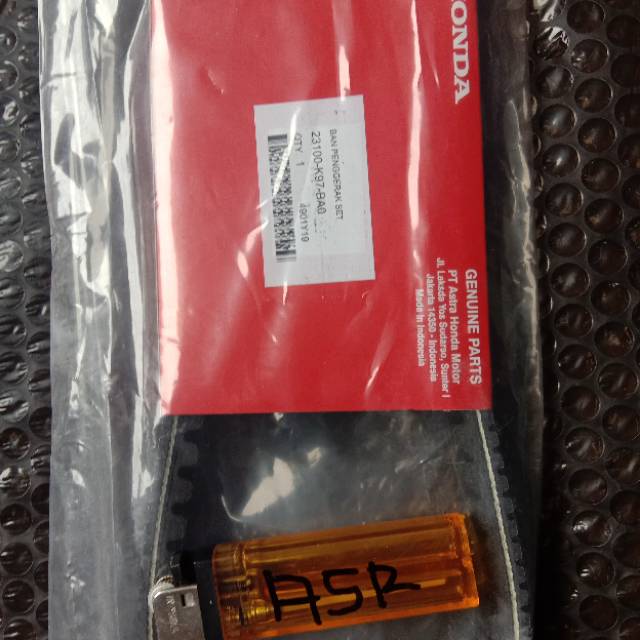 HONDA
BAN PENGGERAK SET
23100-K97-BA0
QTY 1
J901Y19
GENUINE PARTS
PT Astra Honda Motor
Jl. Laksda Yos Sudarso, Sunter I
Jakarta 14350 - Indonesia
Made In Indonesia
ASR